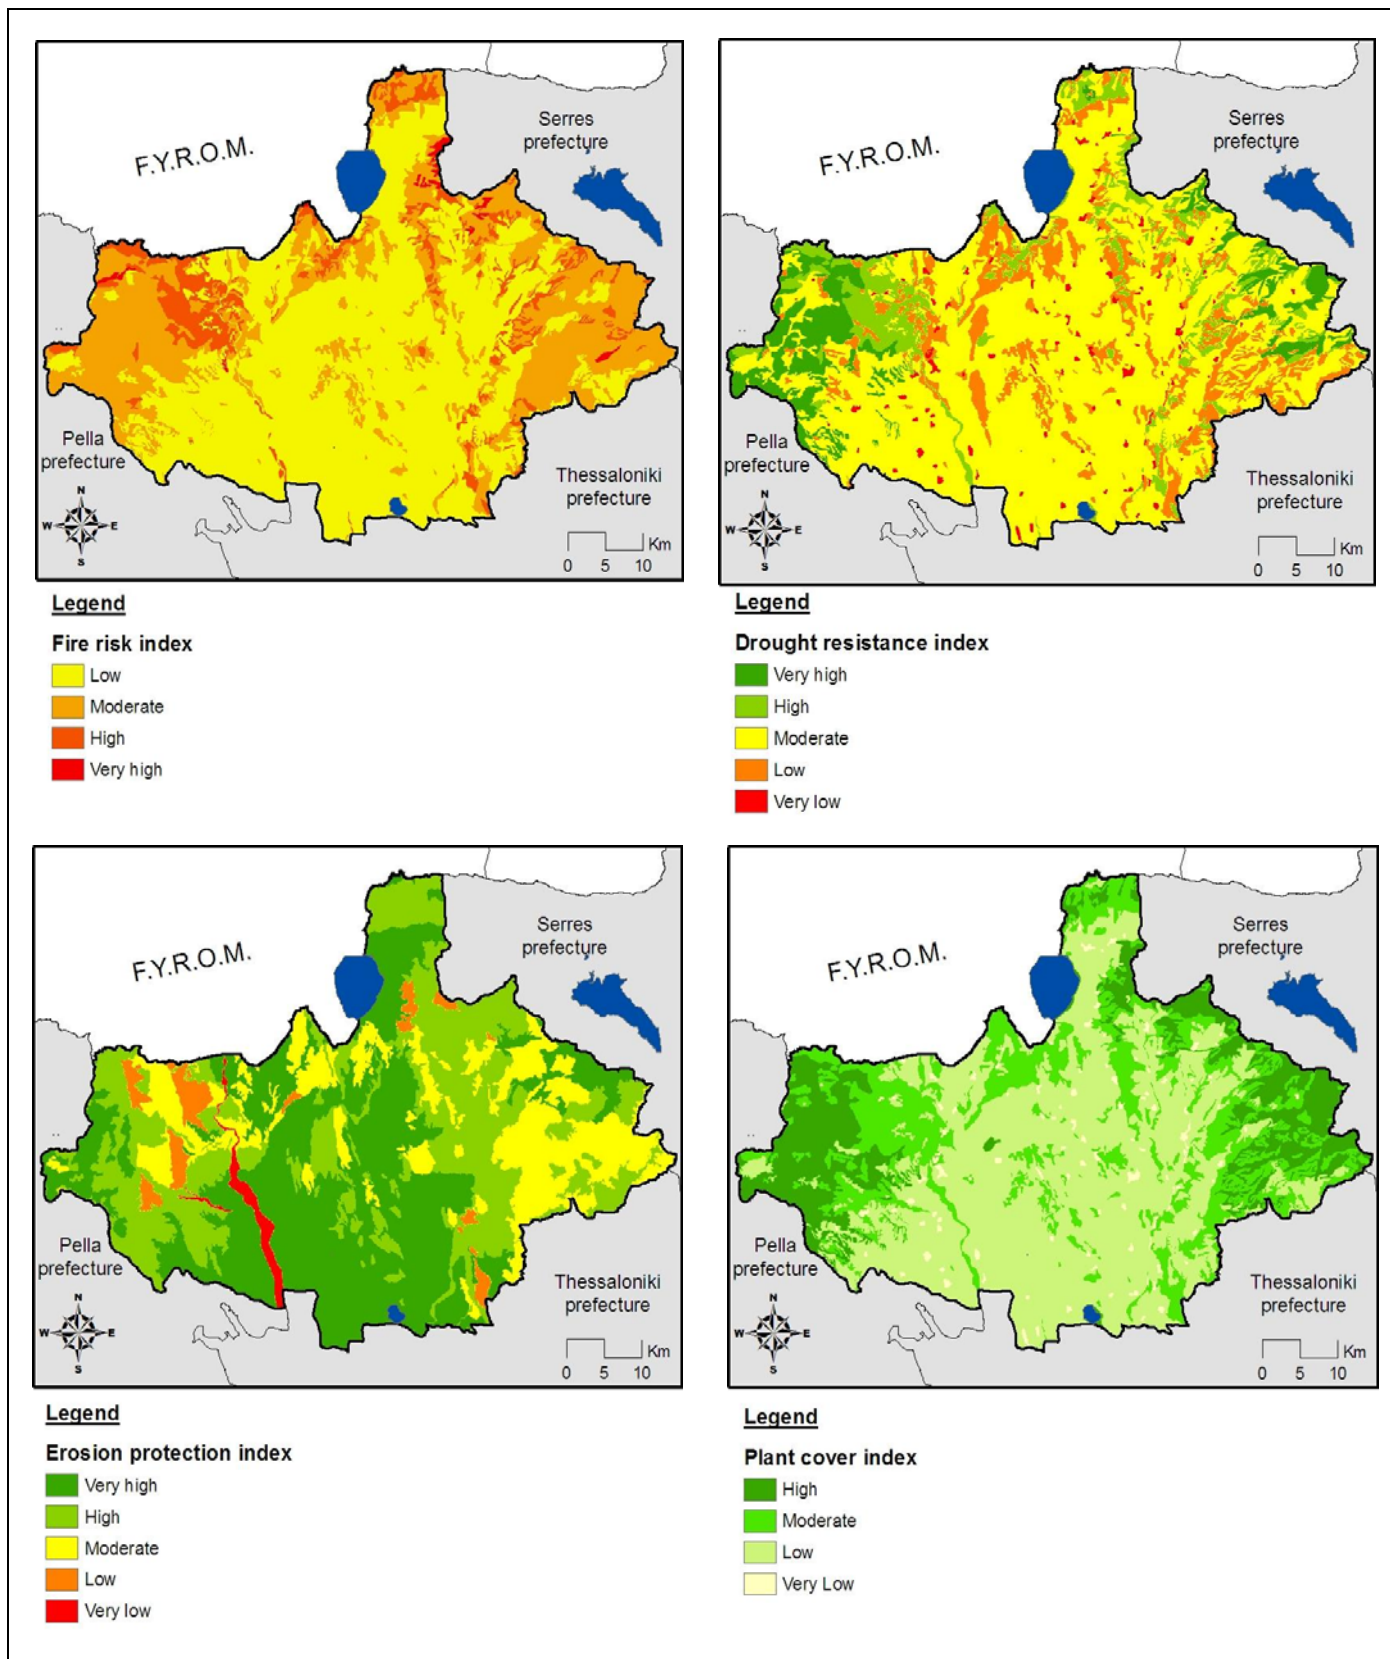 F.Y.R.O.M.
Serres
prefecture
Pella
prefecture
Thessaloniki
prefecture
N
W E
S
Km
0 5 10
Legend
Fire risk index
Low
Moderate
High
Very high
F.Y.R.O.M.
Serres
prefecture
Pella
prefecture
Thessaloniki
prefecture
N
W E
S
Km
0 5 10
Legend
Drought resistance index
Very high
High
Moderate
Low
Very low
F.Y.R.O.M.
Serres
prefecture
Pella
prefecture
Thessaloniki
prefecture
N
W E
S
Km
0 5 10
Legend
Erosion protection index
Very high
High
Moderate
Low
Very low
F.Y.R.O.M.
Serres
prefecture
Pella
prefecture
Thessaloniki
prefecture
N
W E
S
Km
0 5 10
Legend
Plant cover index
High
Moderate
Low
Very Low